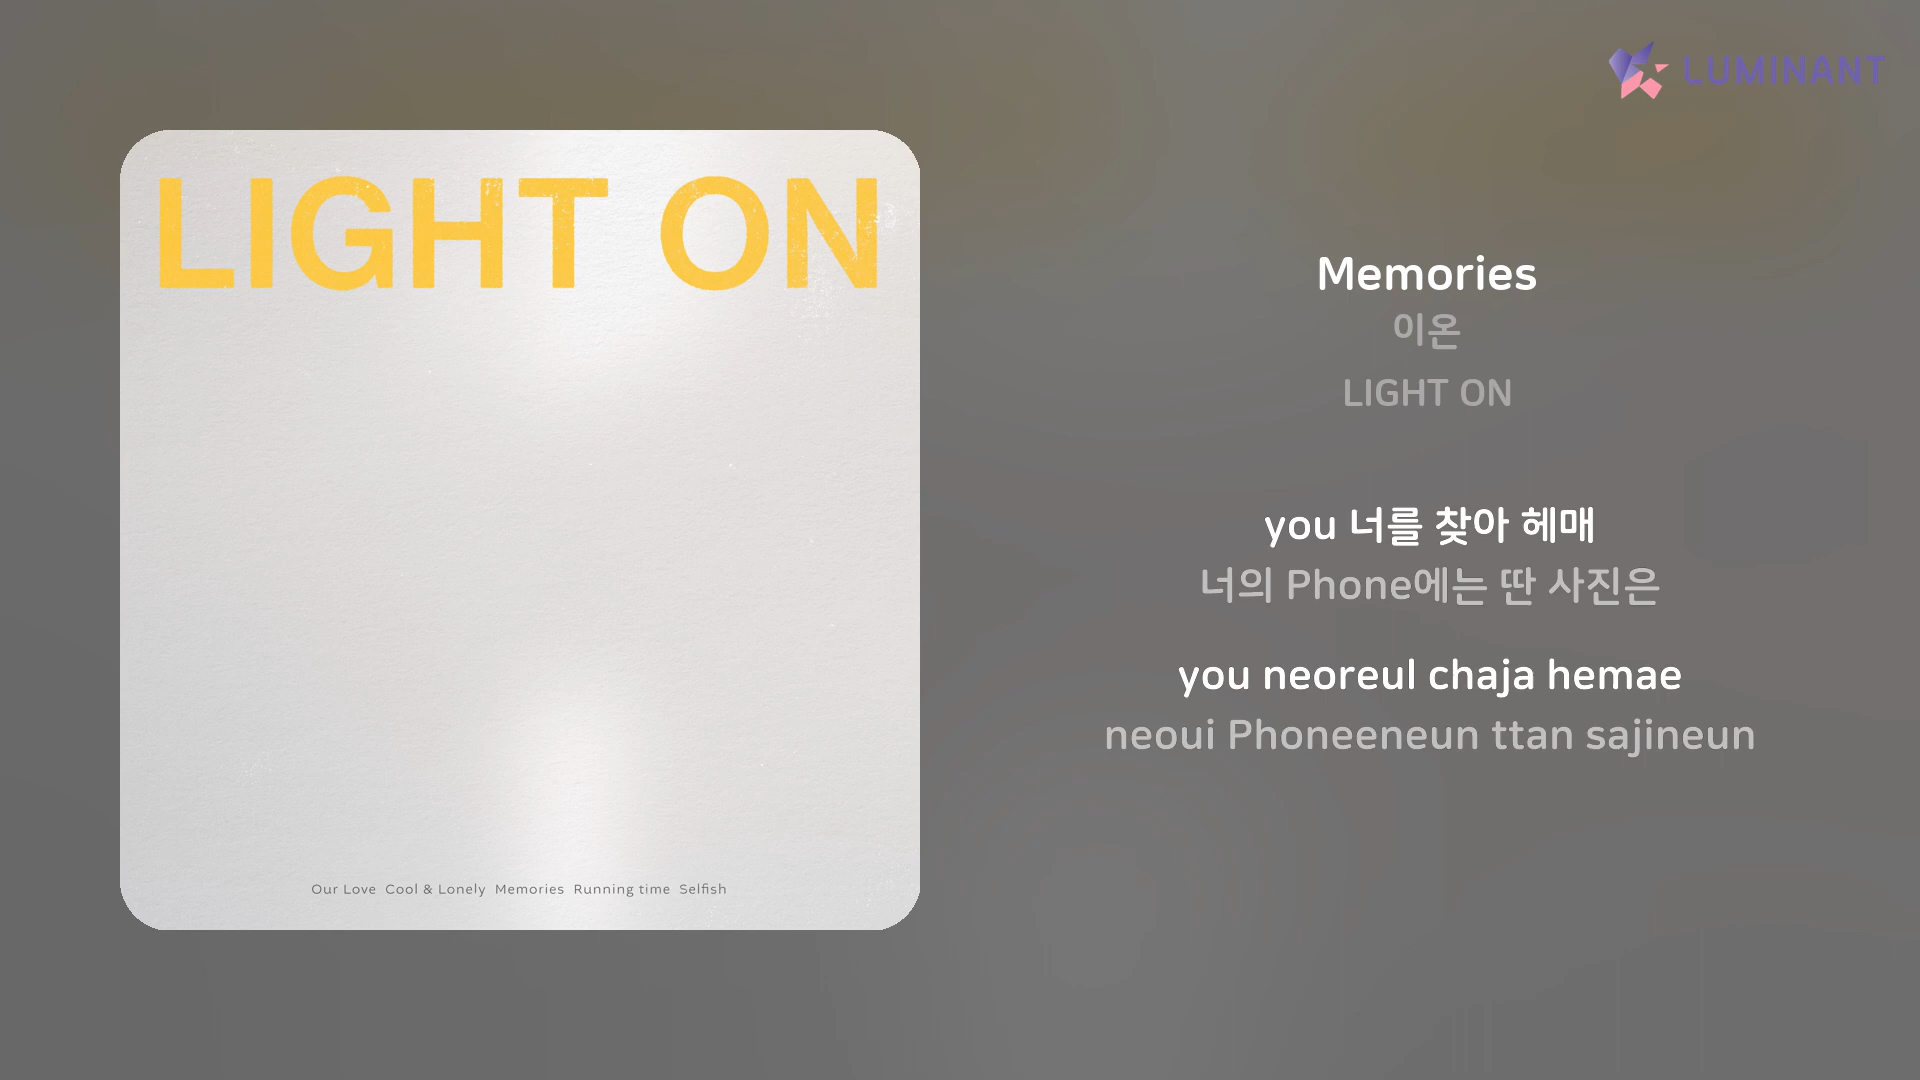 LUMINANT
LIGHT ON
Our Love Cool & Lonely Memories Running time Selfish
Memories
이온
LIGHT ON
you 너를 찾아 헤매
너의 Phone에는 딴 사진은
you neoreul chaja hemae
neoui Phoneeneun ttan sajineun